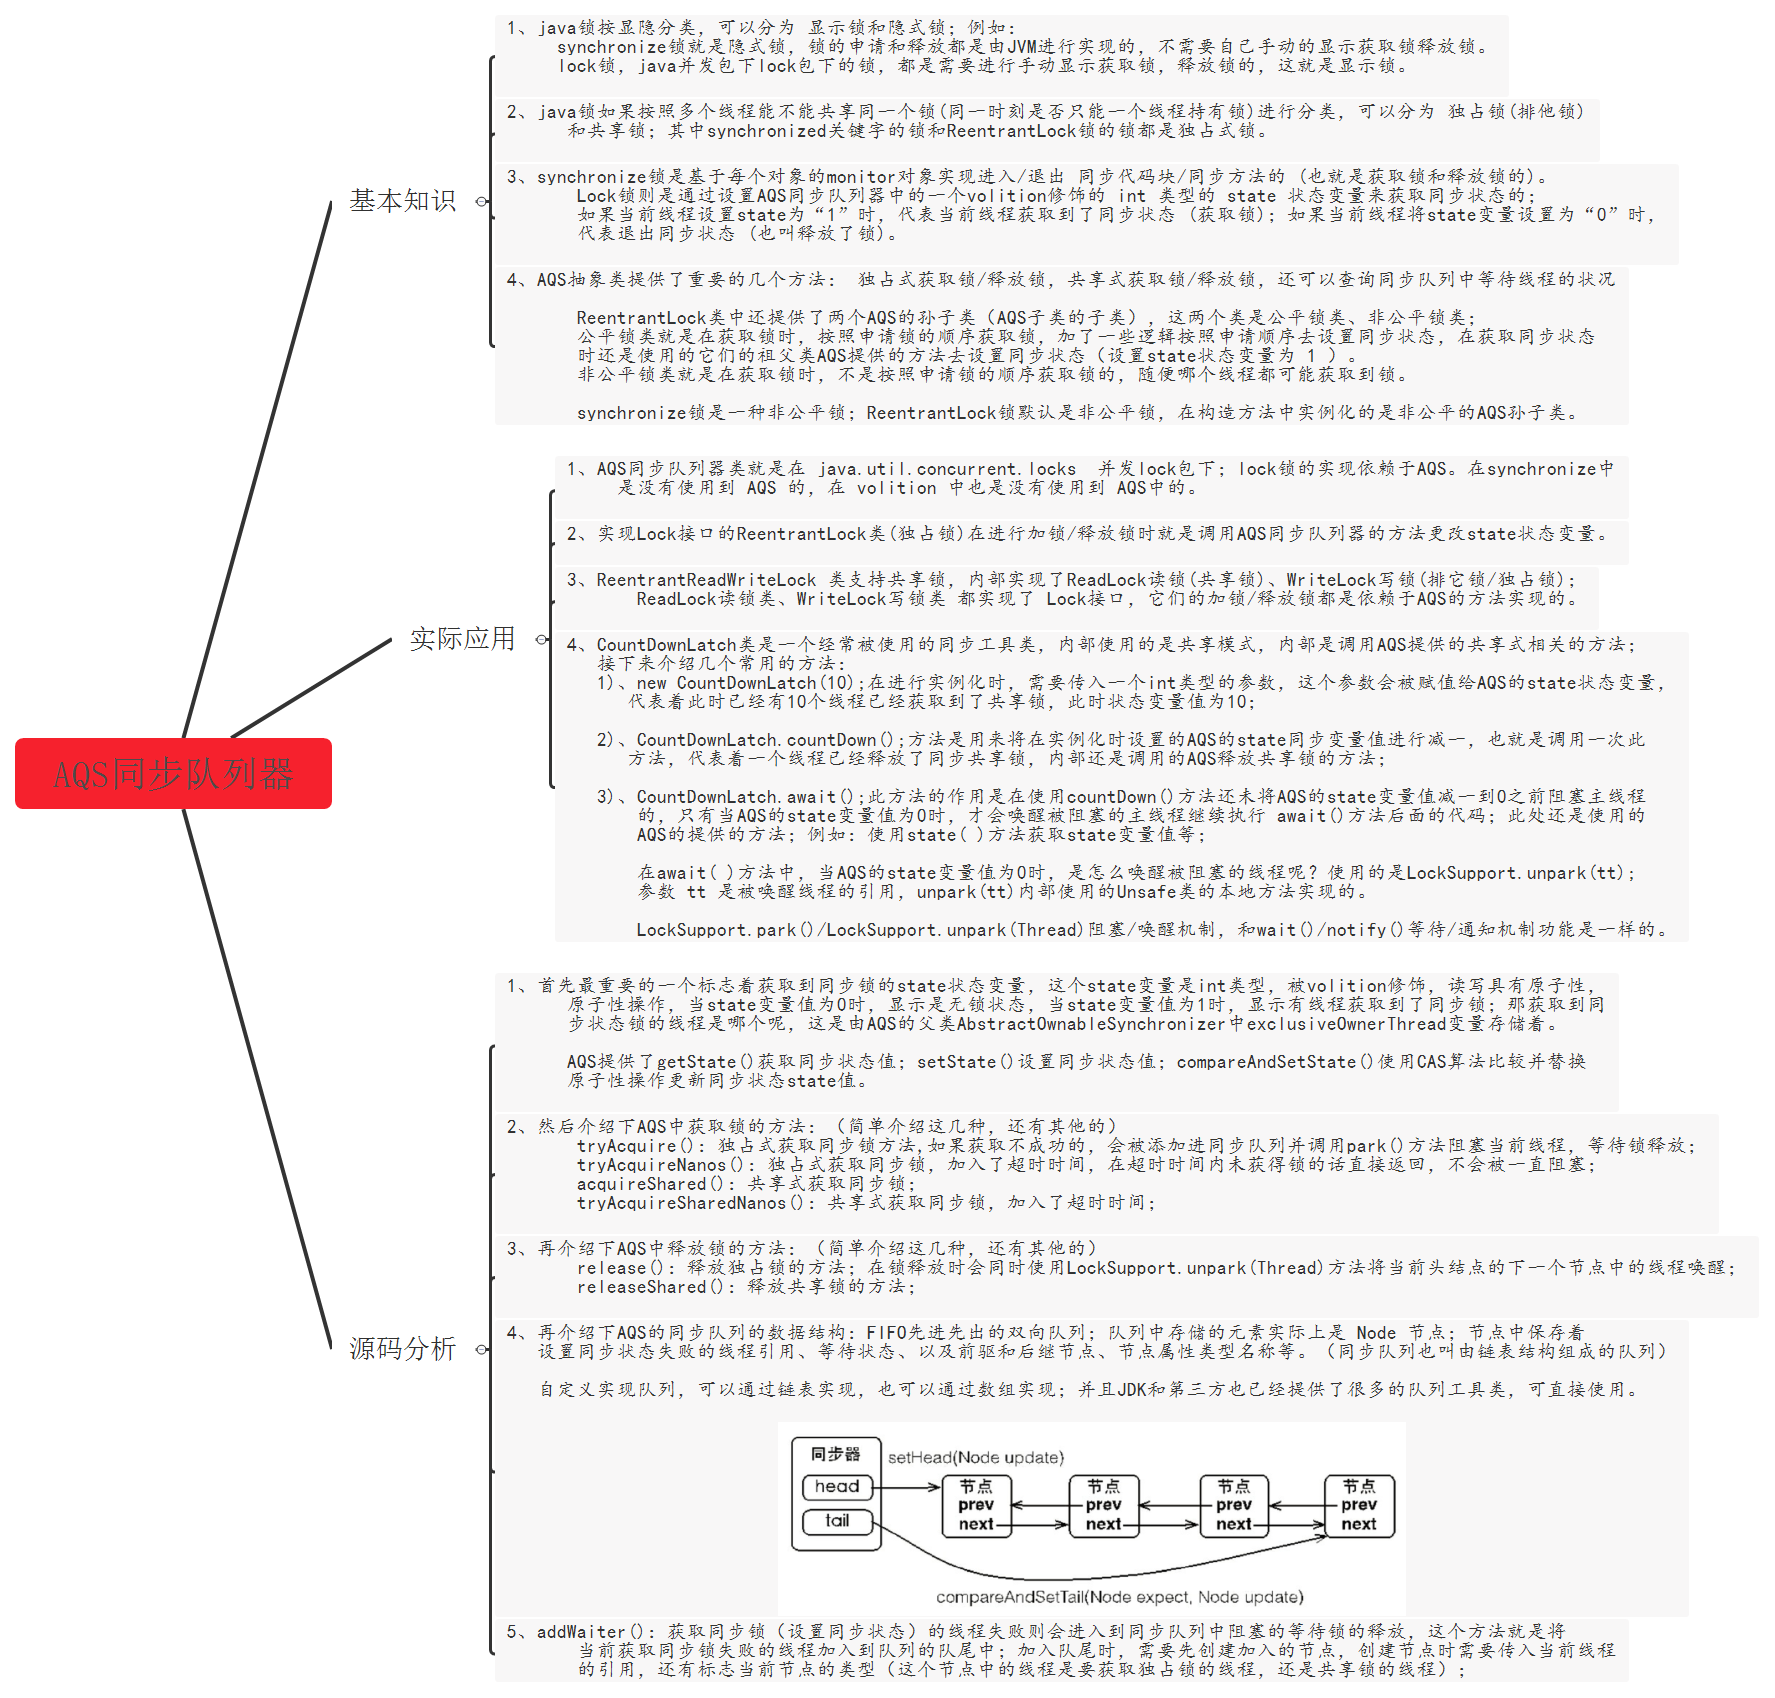 AQS同步队列器
基本知识
1、java锁按显隐分类，可以分为 显示锁和隐式锁；例如：
synchronize锁就是隐式锁，锁的申请和释放都是由JVM进行实现的，不需要自己手动的显示获取锁释放锁。
lock锁，java并发包下lock包下的锁，都是需要进行手动显示获取锁，释放锁的，这就是显示锁。
2、java锁如果按照多个线程能不能共享同一个锁(同一时刻是否只能一个线程持有锁)进行分类，可以分为 独占锁(排他锁)
和共享锁；其中synchronized关键字的锁和ReentrantLock锁的锁都是独占式锁。
3、synchronize锁是基于每个对象的monitor对象实现进入/退出 同步代码块/同步方法的 (也就是获取锁和释放锁的)。
Lock锁则是通过设置AQS同步队列器中的一个volition修饰的 int 类型的 state 状态变量来获取同步状态的；
如果当前线程设置state为“1”时，代表当前线程获取到了同步状态 (获取锁)；如果当前线程将state变量设置为“0”时，
代表退出同步状态 (也叫释放了锁)。
4、AQS抽象类提供了重要的几个方法： 独占式获取锁/释放锁，共享式获取锁/释放锁，还可以查询同步队列中等待线程的状况
ReentrantLock类中还提供了两个AQS的孙子类（AQS子类的子类），这两个类是公平锁类、非公平锁类；
公平锁类就是在获取锁时，按照申请锁的顺序获取锁，加了一些逻辑按照申请顺序去设置同步状态，在获取同步状态
时还是使用的它们的祖父类AQS提供的方法去设置同步状态（设置state状态变量为 1 ）。
非公平锁类就是在获取锁时，不是按照申请锁的顺序获取锁的，随便哪个线程都可能获取到锁。
synchronize锁是一种非公平锁；ReentrantLock锁默认是非公平锁，在构造方法中实例化的是非公平的AQS孙子类。
实际应用
1、AQS同步队列器类就是在 java.util.concurrent.locks  并发lock包下；lock锁的实现依赖于AQS。在synchronize中
是没有使用到 AQS 的，在 volition 中也是没有使用到 AQS中的。
2、实现Lock接口的ReentrantLock类(独占锁)在进行加锁/释放锁时就是调用AQS同步队列器的方法更改state状态变量。
3、ReentrantReadWriteLock 类支持共享锁，内部实现了ReadLock读锁(共享锁)、WriteLock写锁(排它锁/独占锁)；
ReadLock读锁类、WriteLock写锁类 都实现了 Lock接口，它们的加锁/释放锁都是依赖于AQS的方法实现的。
4、CountDownLatch类是一个经常被使用的同步工具类，内部使用的是共享模式，内部是调用AQS提供的共享式相关的方法；
接下来介绍几个常用的方法：
1)、new CountDownLatch(10);在进行实例化时，需要传入一个int类型的参数，这个参数会被赋值给AQS的state状态变量，
代表着此时已经有10个线程已经获取到了共享锁，此时状态变量值为10；
2)、CountDownLatch.countDown();方法是用来将在实例化时设置的AQS的state同步变量值进行减一，也就是调用一次此
方法，代表着一个线程已经释放了同步共享锁，内部还是调用的AQS释放共享锁的方法；
3)、CountDownLatch.await();此方法的作用是在使用countDown()方法还未将AQS的state变量值减一到0之前阻塞主线程
的，只有当AQS的state变量值为0时，才会唤醒被阻塞的主线程继续执行 await()方法后面的代码；此处还是使用的
AQS的提供的方法；例如：使用state( )方法获取state变量值等；
在await( )方法中，当AQS的state变量值为0时，是怎么唤醒被阻塞的线程呢？使用的是LockSupport.unpark(tt);
参数 tt 是被唤醒线程的引用，unpark(tt)内部使用的Unsafe类的本地方法实现的。
LockSupport.park()/LockSupport.unpark(Thread)阻塞/唤醒机制，和wait()/notify()等待/通知机制功能是一样的。
源码分析
1、首先最重要的一个标志着获取到同步锁的state状态变量，这个state变量是int类型，被volition修饰，读写具有原子性，
原子性操作，当state变量值为0时，显示是无锁状态，当state变量值为1时，显示有线程获取到了同步锁；那获取到同
步状态锁的线程是哪个呢，这是由AQS的父类AbstractOwnableSynchronizer中exclusiveOwnerThread变量存储着。
AQS提供了getState()获取同步状态值；setState()设置同步状态值；compareAndSetState()使用CAS算法比较并替换
原子性操作更新同步状态state值。
2、然后介绍下AQS中获取锁的方法：（简单介绍这几种，还有其他的）
tryAcquire()：独占式获取同步锁方法,如果获取不成功的，会被添加进同步队列并调用park()方法阻塞当前线程，等待锁释放；
tryAcquireNanos()：独占式获取同步锁，加入了超时时间，在超时时间内未获得锁的话直接返回，不会被一直阻塞；
acquireShared()：共享式获取同步锁；
tryAcquireSharedNanos()：共享式获取同步锁，加入了超时时间；
3、再介绍下AQS中释放锁的方法：（简单介绍这几种，还有其他的）
release()：释放独占锁的方法；在锁释放时会同时使用LockSupport.unpark(Thread)方法将当前头结点的下一个节点中的线程唤醒；
releaseShared()：释放共享锁的方法；
4、再介绍下AQS的同步队列的数据结构：FIFO先进先出的双向队列；队列中存储的元素实际上是 Node 节点；节点中保存着
设置同步状态失败的线程引用、等待状态、以及前驱和后继节点、节点属性类型名称等。（同步队列也叫由链表结构组成的队列）
自定义实现队列，可以通过链表实现，也可以通过数组实现；并且JDK和第三方也已经提供了很多的队列工具类，可直接使用。
同步器
setHead(Node update)
head
tail
节点 节点 节点 节点
prev prev prev prev
next next next next
compareAndSetTail(Node expect, Node update)
5、addWaiter()：获取同步锁（设置同步状态）的线程失败则会进入到同步队列中阻塞的等待锁的释放，这个方法就是将
当前获取同步锁失败的线程加入到队列的队尾中；加入队尾时，需要先创建加入的节点，创建节点时需要传入当前线程
的引用，还有标志当前节点的类型（这个节点中的线程是要获取独占锁的线程，还是共享锁的线程）；